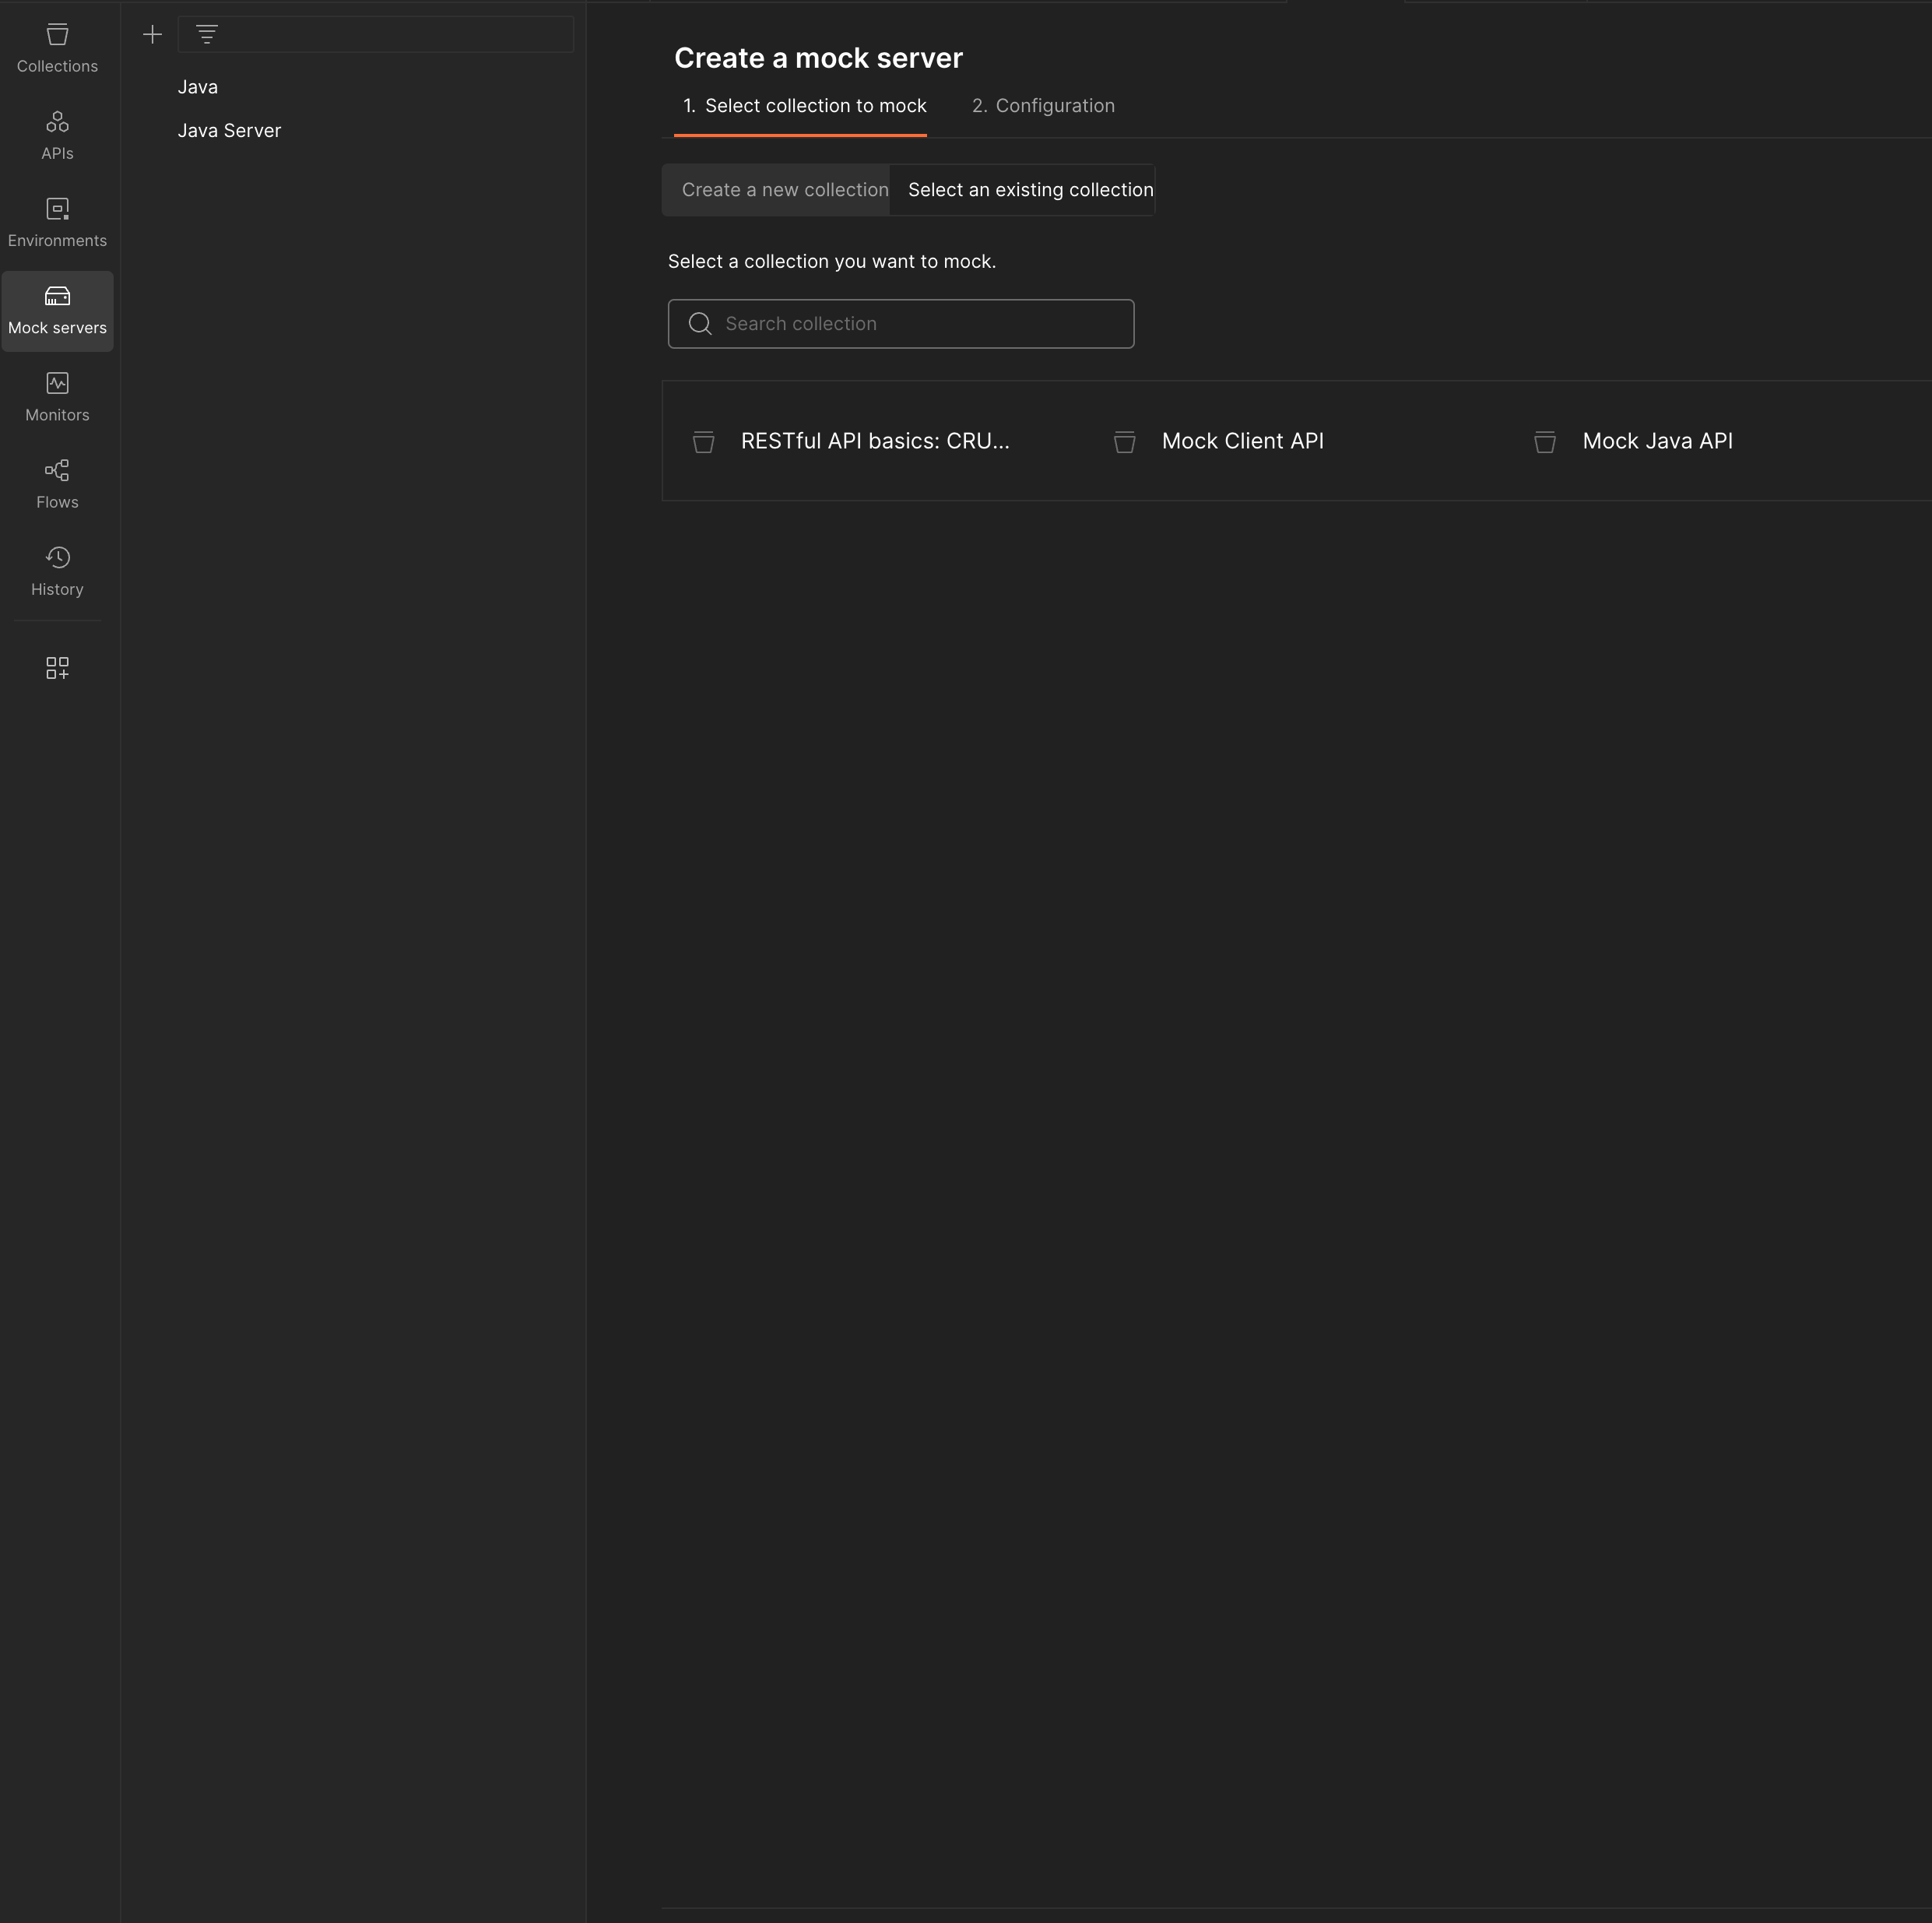 Collections
APIs
Environments
Mock servers
Monitors
Flows
History
Java
Java Server
Create a mock server
1. Select collection to mock
2. Configuration
Create a new collection
Select an existing collection
Select a collection you want to mock.
Search collection
RESTful API basics: CRU...
Mock Client API
Mock Java API